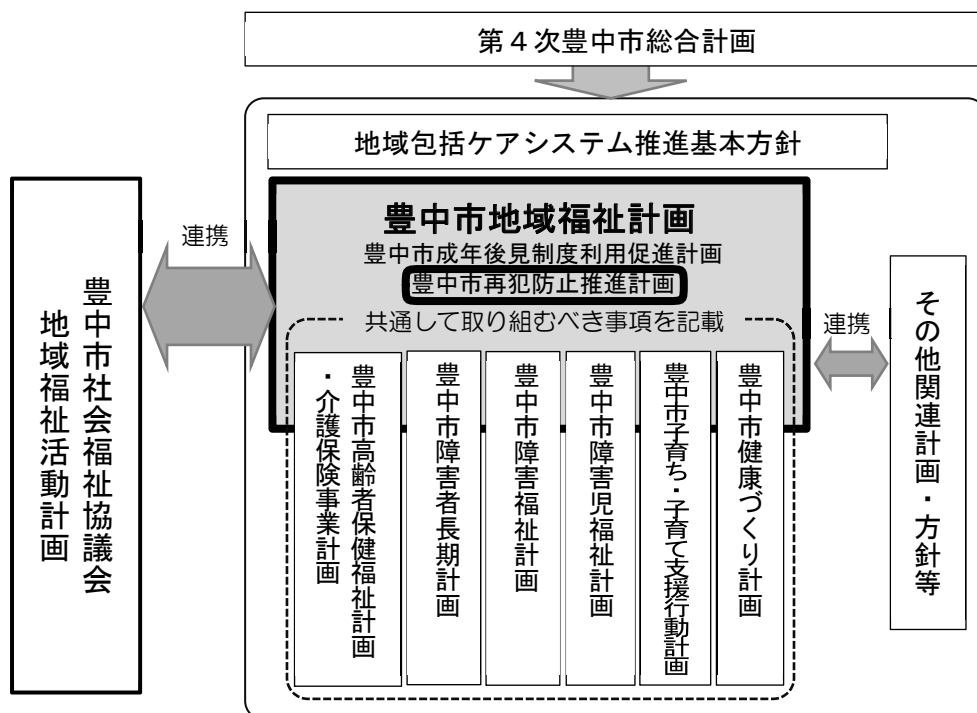 第４次豊中市総合計画
地域包括ケアシステム推進基本方針
豊中市地域福祉計画
豊中市成年後見制度利用促進計画
豊中市再犯防止推進計画
共通して取り組むべき事項を記載
連携
連携
豊中市社会福祉協議会
地域福祉活動計画
豊中市高齢者保健福祉計画
・介護保険事業計画
豊中市障害者長期計画
豊中市障害福祉計画
豊中市障害児福祉計画
豊中市子育ち・子育て支援行動計画
豊中市健康づくり計画
その他関連計画・方針等